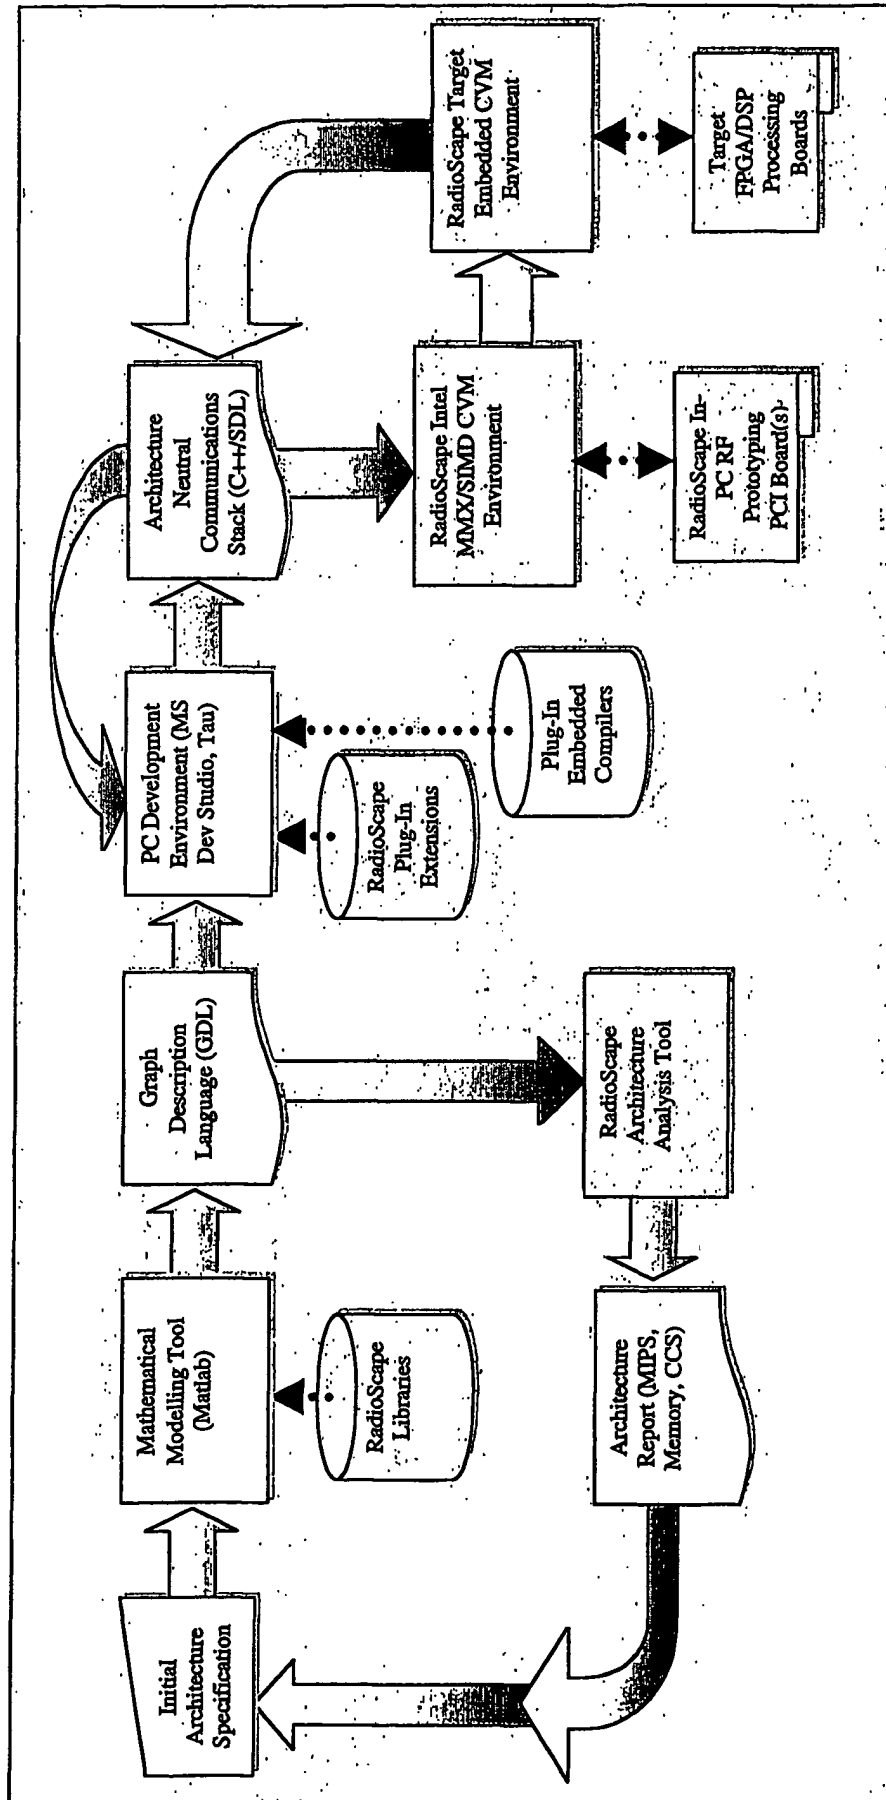 Initial
Architecture
Specification
Mathematical
Modelling Tool
(Matlab)
Graph
Description
Language (GDL)
PC Development
Environment (MS
Dev Studio, Tau)
Architecture
Neutral
Communications
Stack (C++/SDL)
RadioScape
Libraries
RadioScape
Plug-In
Extensions
Plug-In
Embedded
Compilers
RadioScape Intel
MMX/SIMD CVM
Environment
RadioScape Target
Embedded CVM
Environment
Architecture
Report (MIPS,
Memory, CCS)
RadioScape
Architecture
Analysis Tool
RadioScape In-
PC RF
Prototyping
PCI Board(s)
Target
FPGA/DSP
Processing
Boards